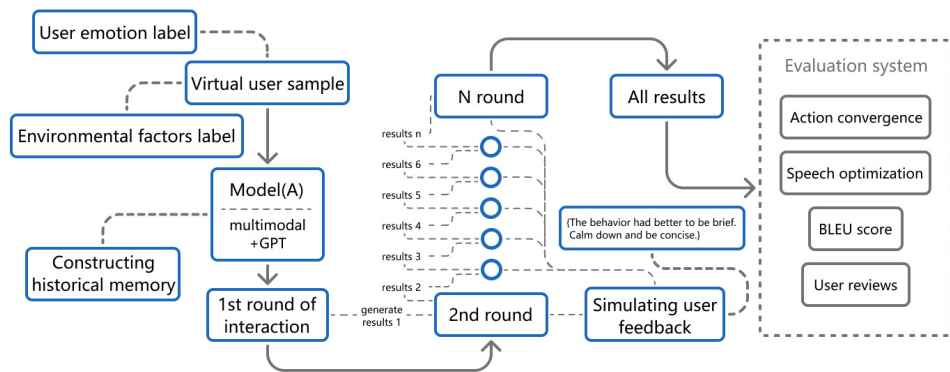 User emotion label
Virtual user sample
Environmental factors label
Model(A)
multimodal
+GPT
Constructing
historical memory
1st round of
interaction
generate
results 1
2nd round
results 2
results 3
results 4
results 5
results 6
results n
N round
All results
{The behavior had better to be brief.
Calm down and be concise.}
Simulating user
feedback
Evaluation system
Action convergence
Speech optimization
BLEU score
User reviews